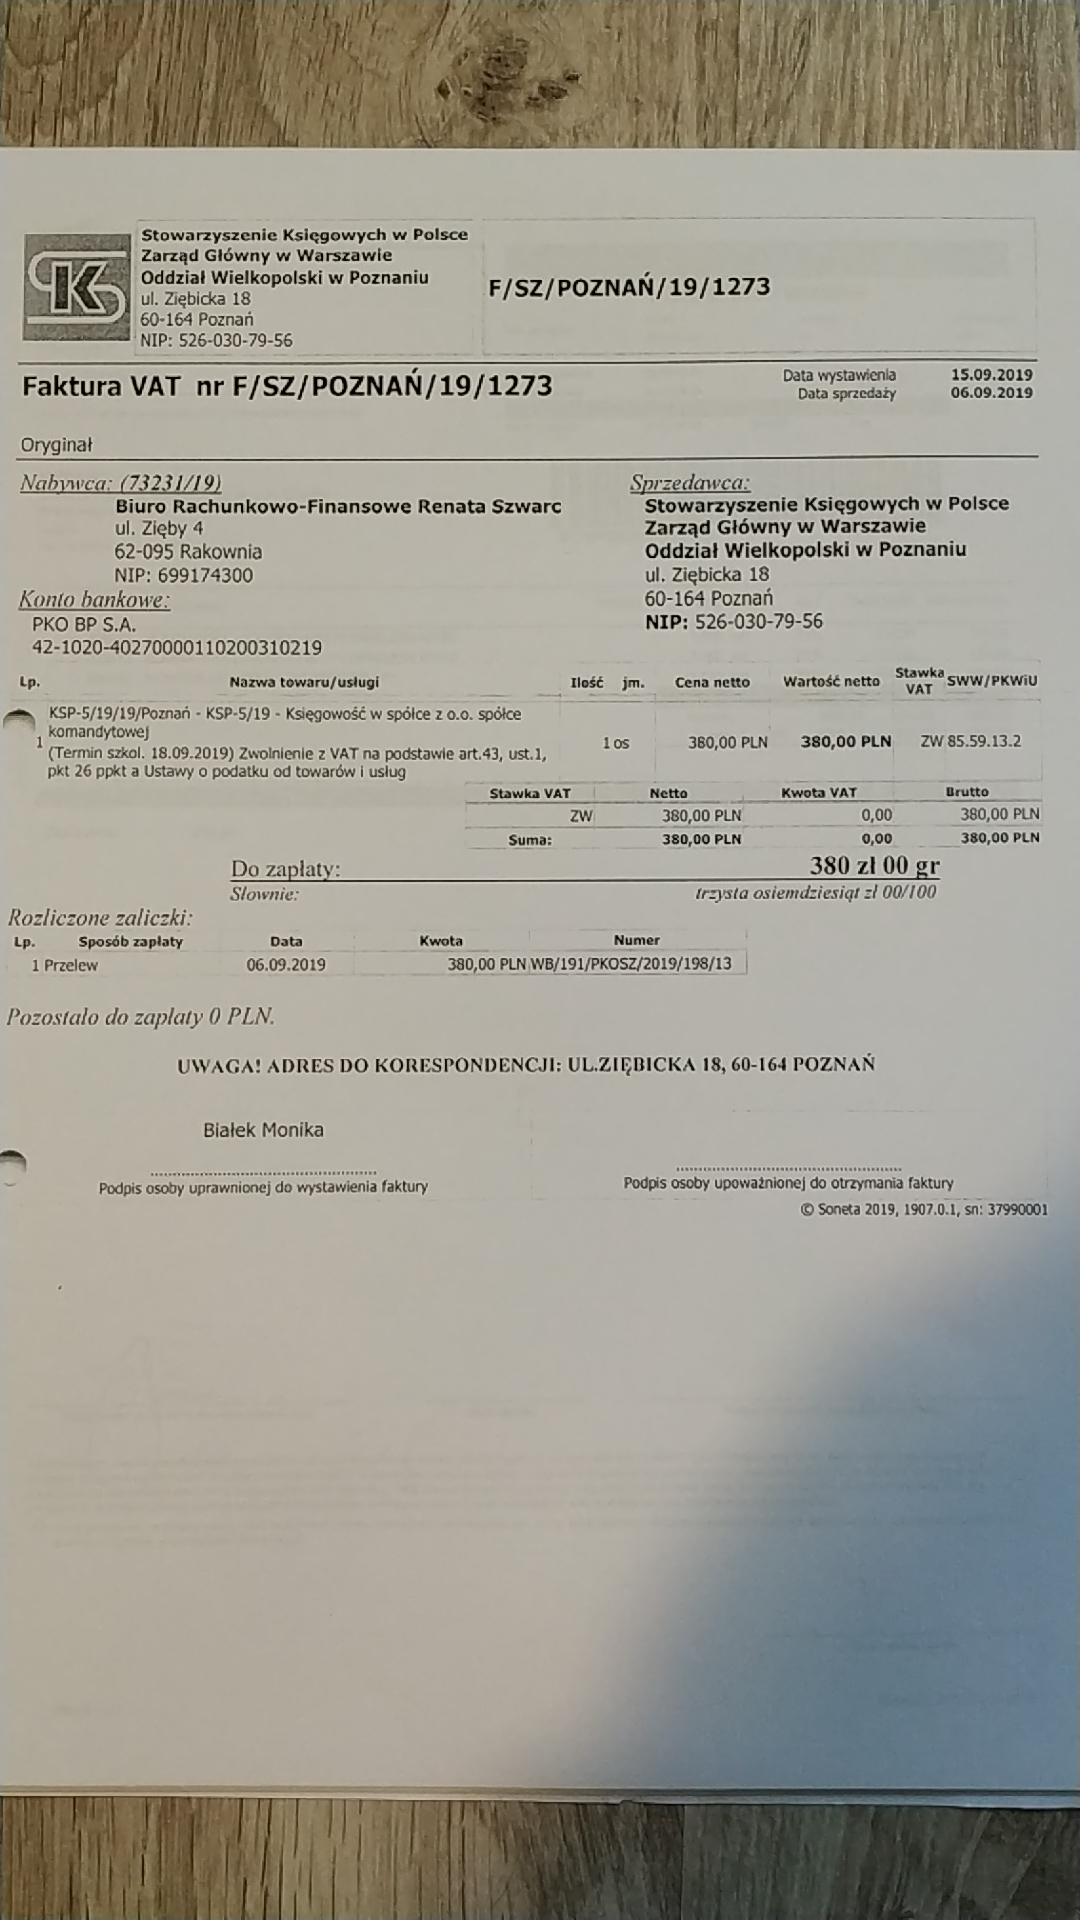 K
Stowarzyszenie Księgowych w Polsce
Zarząd Główny w Warszawie
Oddział Wielkopolski w Poznaniu
ul. Ziębicka 18
60-164 Poznań
NIP: 526-030-79-56
F/SZ/POZNAŃ/19/1273
Faktura VAT nr F/SZ/POZNAŃ/19/1273
Data wystawienia 15.09.2019
Data sprzedaży 06.09.2019
Oryginał
Nabywca: (73231/19)
Biuro Rachunkowo-Finansowe Renata Szwarc
ul. Zięby 4
62-095 Rakownia
NIP: 699174300
Konto bankowe:
PKO BP S.A.
42-1020-40270000110200310219
Sprzedawca:
Stowarzyszenie Księgowych w Polsce
Zarząd Główny w Warszawie
Oddział Wielkopolski w Poznaniu
ul. Ziębicka 18
60-164 Poznań
NIP: 526-030-79-56
Lp. Nazwa towaru/usługi Ilość jm. Cena netto Wartość netto Stawka VAT SWW/PKWiU
KSP-5/19/19/Poznań - KSP-5/19 - Księgowość w spółce z o.o. spółce
komandytowej
1 1 os 380,00 PLN 380,00 PLN ZW 85.59.13.2
(Termin szkol. 18.09.2019) Zwolnienie z VAT na podstawie art.43, ust.1,
pkt 26 ppkt a Ustawy o podatku od towarów i usług
Stawka VAT Netto Kwota VAT Brutto
ZW 380,00 PLN 0,00 380,00 PLN
Suma: 380,00 PLN 0,00 380,00 PLN
Do zapłaty: 380 zł 00 gr
Słownie: trzysta osiemdziesiąt zł 00/100
Rozliczone zaliczki:
Lp. Sposób zapłaty Data Kwota Numer
1 Przelew 06.09.2019 380,00 PLN WB/191/PKOSZ/2019/198/13
Pozostało do zapłaty 0 PLN.
UWAGA! ADRES DO KORESPONDENCJI: UL.ZIĘBICKA 18, 60-164 POZNAŃ
Białek Monika
Podpis osoby uprawnionej do wystawienia faktury
Podpis osoby upoważnionej do otrzymania faktury
© Soneta 2019, 1907.0.1, sn: 37990001